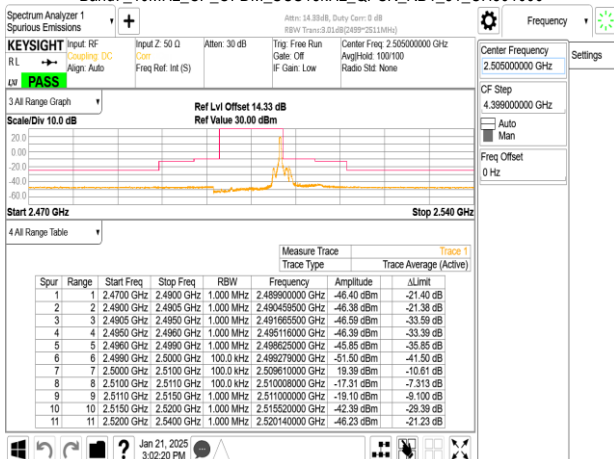 Spectrum Analyzer 1
Spurious Emissions
Attn: 14.33dB, Duty Corr: 0 dB
RBW Trans:3.01dB(2499~2511MHz)
Frequency
KEYSIGHT
RL
PASS
Input: RF
Coupling: DC
Align: Auto
Input Z: 50 Ω
Corr
Freq Ref: Int (S)
Atten: 30 dB
Trig: Free Run
Gate: Off
IF Gain: Low
Center Freq: 2.505000000 GHz
Avg|Hold: 100/100
Radio Std: None
Center Frequency
2.505000000 GHz
Settings
CF Step
4.399000000 GHz
Auto
Man
Freq Offset
0 Hz
3 All Range Graph
Scale/Div 10.0 dB
Ref Lvl Offset 14.33 dB
Ref Value 30.00 dBm
20.0
0.00
-20.0
-40.0
-60.0
Start 2.470 GHz
Stop 2.540 GHz
4 All Range Table
Measure Trace Trace 1
Trace Type Trace Average (Active)
Spur Range Start Freq Stop Freq RBW Frequency Amplitude ΔLimit
1 1 2.4700 GHz 2.4900 GHz 1.000 MHz 2.489900000 GHz -46.40 dBm -21.40 dB
2 2 2.4900 GHz 2.4905 GHz 1.000 MHz 2.490459500 GHz -46.38 dBm -21.38 dB
3 3 2.4905 GHz 2.4950 GHz 1.000 MHz 2.491665500 GHz -46.59 dBm -33.59 dB
4 4 2.4950 GHz 2.4960 GHz 1.000 MHz 2.495116000 GHz -46.39 dBm -33.39 dB
5 5 2.4960 GHz 2.4990 GHz 1.000 MHz 2.498625000 GHz -45.85 dBm -35.85 dB
6 6 2.4990 GHz 2.5000 GHz 100.0 kHz 2.499279000 GHz -51.50 dBm -41.50 dB
7 7 2.5000 GHz 2.5100 GHz 100.0 kHz 2.509610000 GHz 19.39 dBm -10.61 dB
8 8 2.5100 GHz 2.5110 GHz 100.0 kHz 2.510008000 GHz -17.31 dBm -7.313 dB
9 9 2.5110 GHz 2.5150 GHz 1.000 MHz 2.511000000 GHz -19.10 dBm -9.100 dB
10 10 2.5150 GHz 2.5200 GHz 1.000 MHz 2.515520000 GHz -42.39 dBm -29.39 dB
11 11 2.5200 GHz 2.5400 GHz 1.000 MHz 2.520140000 GHz -46.23 dBm -21.23 dB
Jan 21, 2025
3:02:20 PM